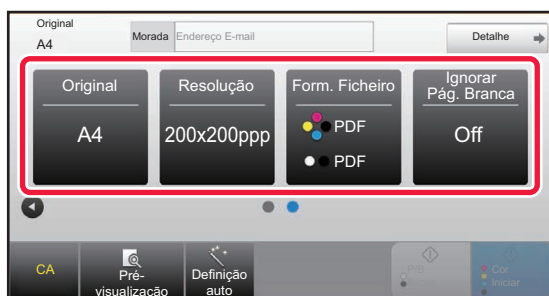 Original
A4
Morada
Endereço E-mail
Detalhe
Original
A4
Resolução
200x200ppp
Form. Ficheiro
PDF
PDF
Ignorar
Pág. Branca
Off
CA
Pré-
visualização
Definição
auto
P/B
Cor
Iniciar